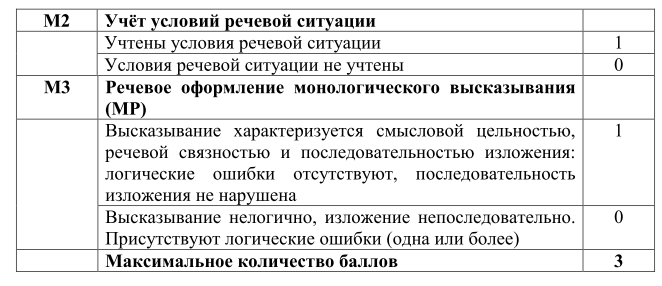 М2 Учёт условий речевой ситуации
Учтены условия речевой ситуации 1
Условия речевой ситуации не учтены 0
М3 Речевое оформление монологического высказывания
(МР)
Высказывание характеризуется смысловой цельностью, 1
речевой связностью и последовательностью изложения:
логические ошибки отсутствуют, последовательность
изложения не нарушена
Высказывание нелогично, изложение непоследовательно. 0
Присутствуют логические ошибки (одна или более)
Максимальное количество баллов 3